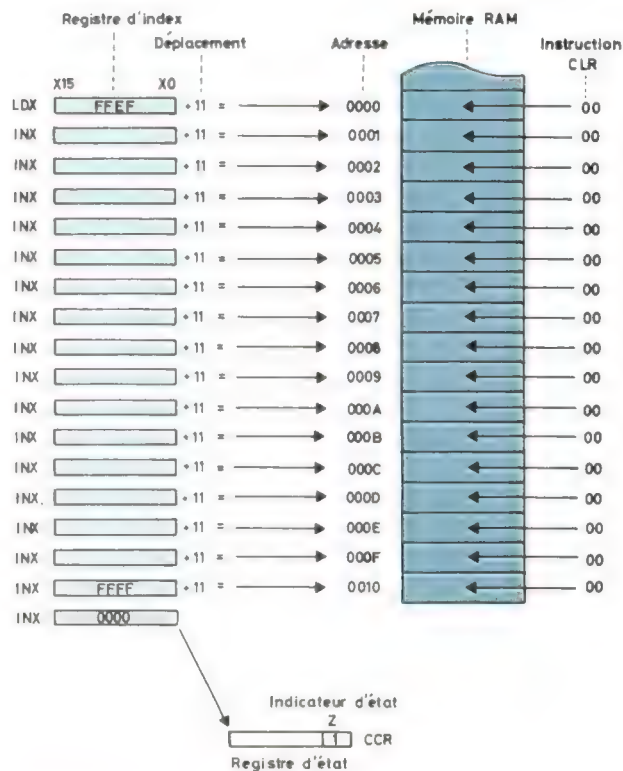 Registre d'index
Mémoire RAM
Déplacement
Adresse
Instruction
CLR
X15 X0
LDX FFEF + 11 = 0000 00
INX + 11 = 0001 00
INX + 11 = 0002 00
INX + 11 = 0003 00
INX + 11 = 0004 00
INX + 11 = 0005 00
INX + 11 = 0006 00
INX + 11 = 0007 00
INX + 11 = 0008 00
INX + 11 = 0009 00
INX + 11 = 000A 00
INX + 11 = 000B 00
INX + 11 = 000C 00
INX + 11 = 000D 00
INX + 11 = 000E 00
INX + 11 = 000F 00
INX FFFF + 11 = 0010 00
INX 0000
Indicateur d'état
Z
1 CCR
Registre d'état